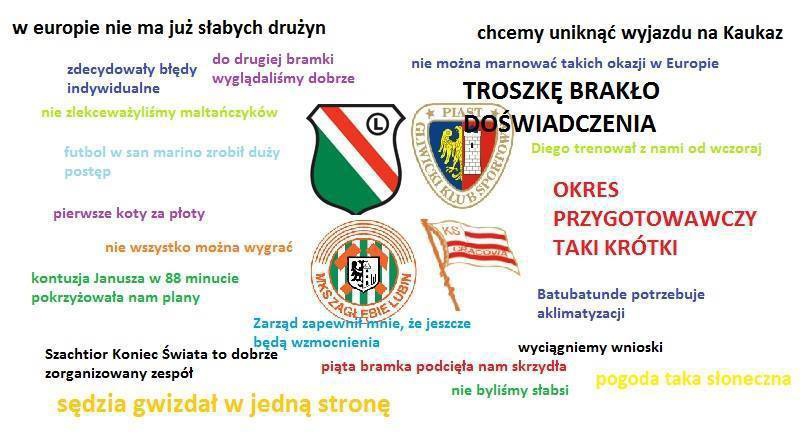 w europie nie ma już słabych drużyn
chcemy uniknąć wyjazdu na Kaukaz
do drugiej bramki
wyglądaliśmy dobrze
zdecydowały błędy
indywidualne
nie można marnować takich okazji w Europie
TROSZKĘ BRAKŁO
DOŚWIADCZENIA
nie zlekceważyliśmy maltańczyków
L
PIAST
GLIWICKI KLUB SPORTOWY
Diego trenował z nami od wczoraj
futbol w san marino zrobił duży
postęp
OKRES
PRZYGOTOWAWCZY
TAKI KRÓTKI
pierwsze koty za płoty
nie wszystko można wygrać
KS
CRACOVIA
MKS ZAGŁĘBIE LUBIN
kontuzja Janusza w 88 minucie
pokrzyżowała nam plany
Batubatunde potrzebuje
aklimatyzacji
Zarząd zapewnił mnie, że jeszcze
będą wzmocnienia
Szachtior Koniec Świata to dobrze
zorganizowany zespół
wyciągniemy wnioski
piąta bramka podcięła nam skrzydła
pogoda taka słoneczna
nie byliśmy słabsi
sędzia gwizdał w jedną stronę